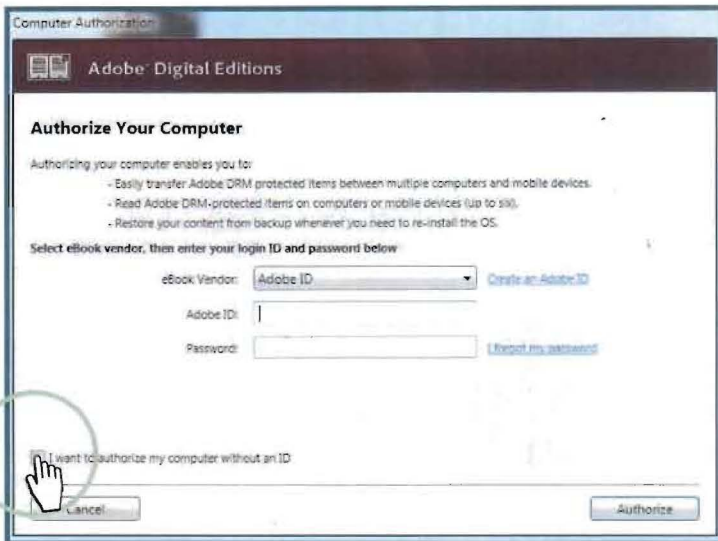 Computer Authorization
Adobe® Digital Editions
Authorize Your Computer
Authorizing your computer enables you to:
- Easily transfer Adobe DRM protected items between multiple computers and mobile devices.
- Read Adobe DRM-protected items on computers or mobile devices (up to six).
- Restore your content from backup whenever you need to re-install the OS.
Select eBook vendor, then enter your login ID and password below
eBook Vendor: Adobe ID Create an Adobe ID
Adobe ID:
Password: I forgot my password
I want to authorize my computer without an ID
Cancel Authorize